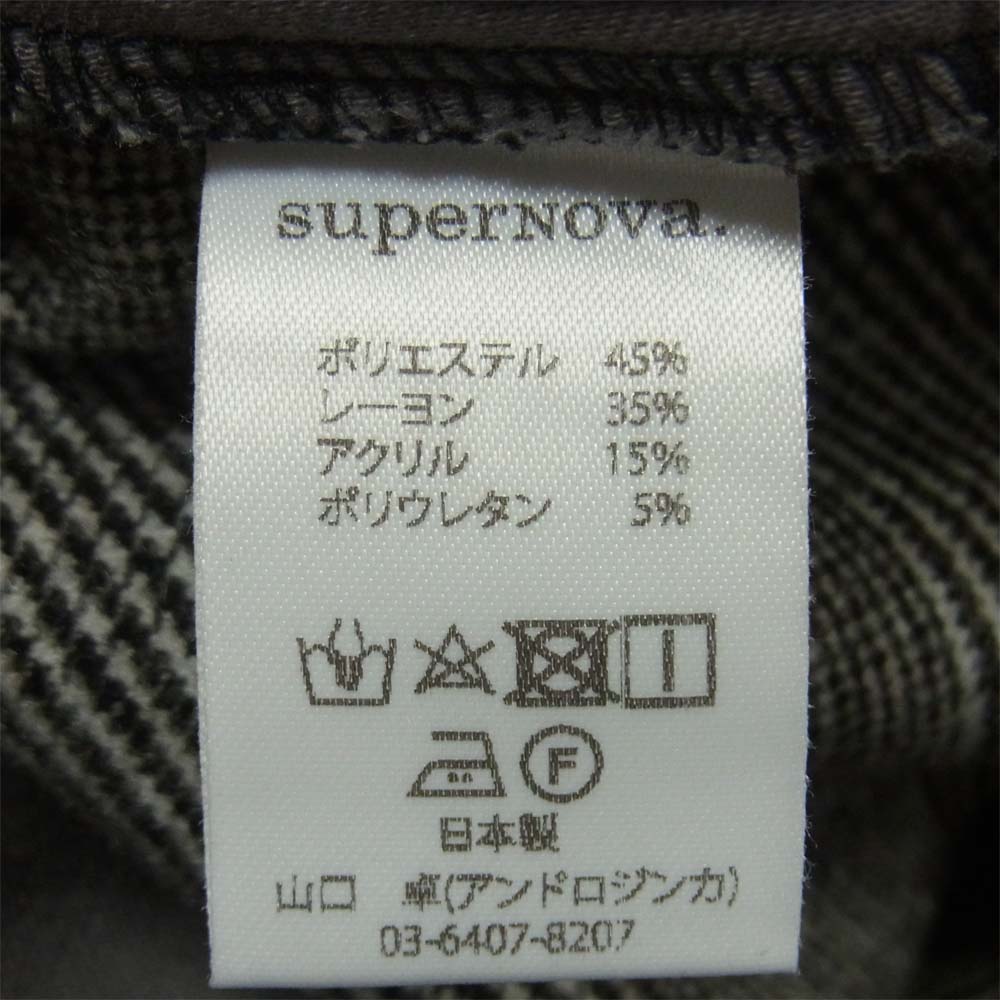 superNova.
ポリエステル 45%
レーヨン 35%
アクリル 15%
ポリウレタン 5%
F
日本製
山口 卓(アンドロジンカ)
03-6407-8207